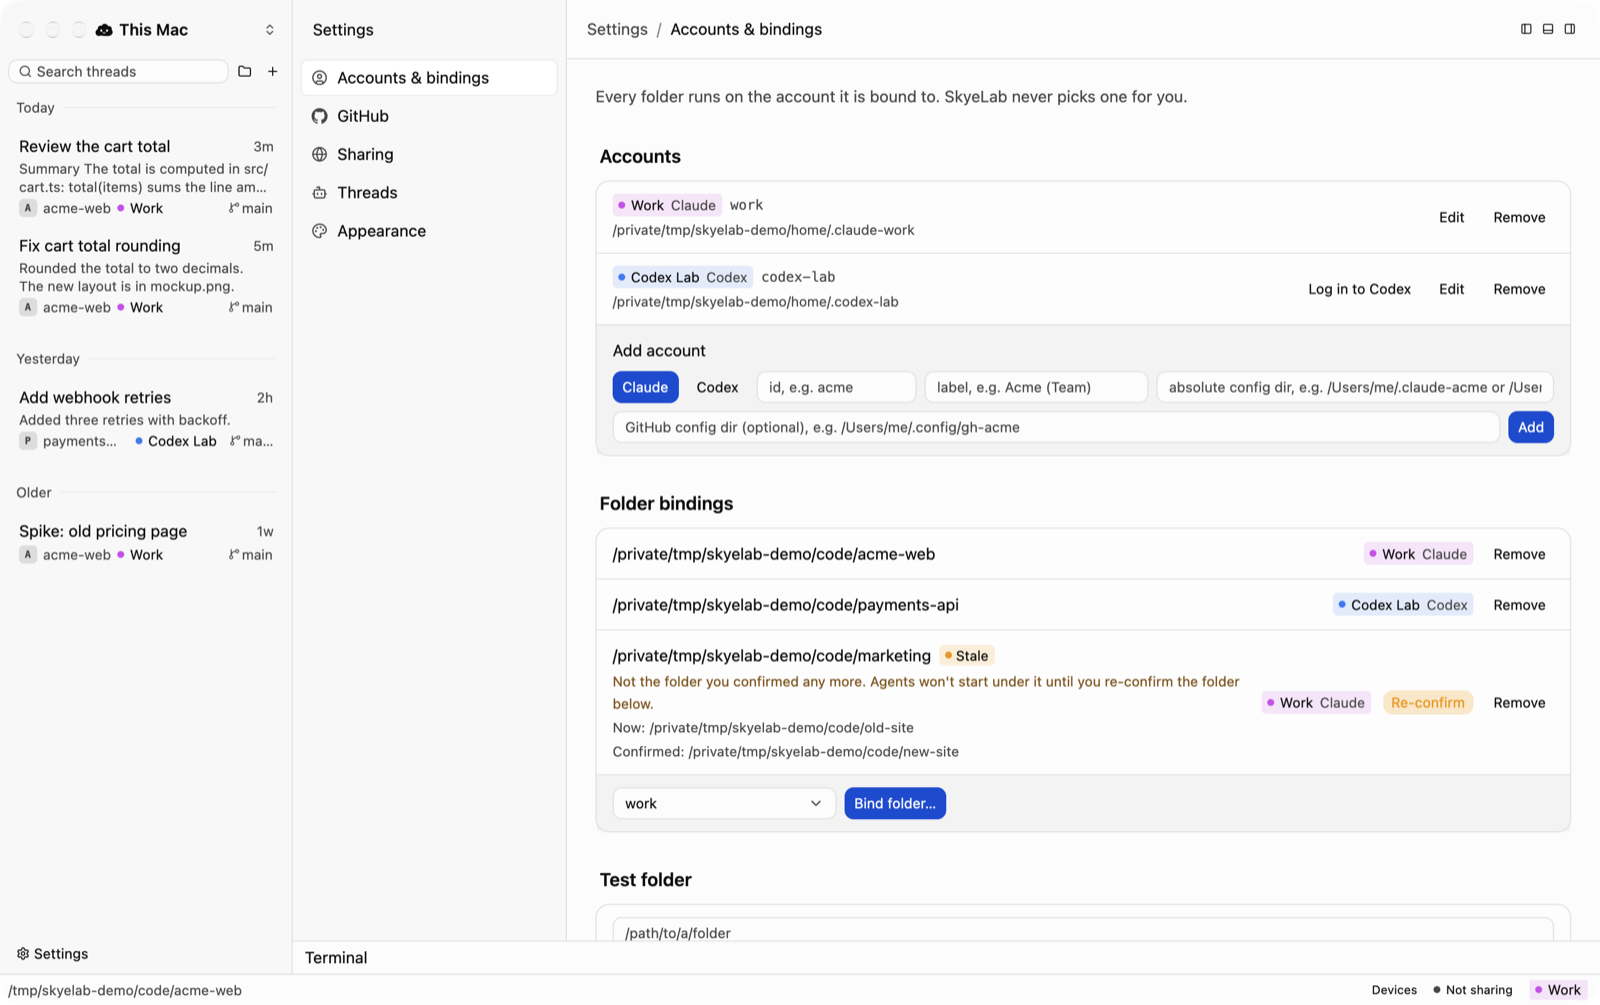 This Mac
Search threads
Today
Review the cart total 3m
Summary The total is computed in src/
cart.ts: total(items) sums the line am...
A acme-web Work main
Fix cart total rounding 5m
Rounded the total to two decimals.
The new layout is in mockup.png.
A acme-web Work main
Yesterday
Add webhook retries 2h
Added three retries with backoff.
P payments... Codex Lab ma...
Older
Spike: old pricing page 1w
A acme-web Work main
Settings
Settings
Accounts & bindings
GitHub
Sharing
Threads
Appearance
Settings / Accounts & bindings
Every folder runs on the account it is bound to. SkyeLab never picks one for you.
Accounts
Work Claude work
/private/tmp/skyelab-demo/home/.claude-work
Edit Remove
Codex Lab Codex codex-lab
/private/tmp/skyelab-demo/home/.codex-lab
Log in to Codex Edit Remove
Add account
Claude Codex id, e.g. acme label, e.g. Acme (Team) absolute config dir, e.g. /Users/me/.claude-acme or /User
GitHub config dir (optional), e.g. /Users/me/.config/gh-acme Add
Folder bindings
/private/tmp/skyelab-demo/code/acme-web Work Claude Remove
/private/tmp/skyelab-demo/code/payments-api Codex Lab Codex Remove
/private/tmp/skyelab-demo/code/marketing Stale
Not the folder you confirmed any more. Agents won't start under it until you re-confirm the folder
below.
Now: /private/tmp/skyelab-demo/code/old-site
Confirmed: /private/tmp/skyelab-demo/code/new-site
Work Claude Re-confirm Remove
work Bind folder...
Test folder
/path/to/a/folder
Terminal
/tmp/skyelab-demo/code/acme-web
Devices Not sharing Work